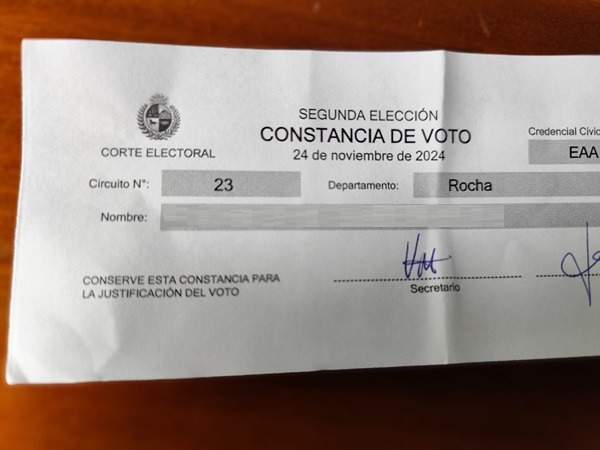 SEGUNDA ELECCIÓN
CONSTANCIA DE VOTO
24 de noviembre de 2024
CORTE ELECTORAL
Credencial Cívic
EAA
Circuito N°: 23 Departamento: Rocha
Nombre:
CONSERVE ESTA CONSTANCIA PARA
LA JUSTIFICACIÓN DEL VOTO
Secretario